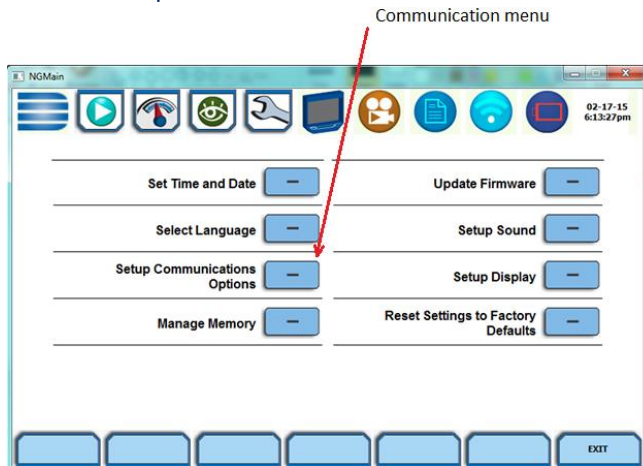 Communication menu
NGMain
02-17-15
6:13:27pm
Set Time and Date
Update Firmware
Select Language
Setup Sound
Setup Communications
Options
Setup Display
Manage Memory
Reset Settings to Factory
Defaults
EXIT